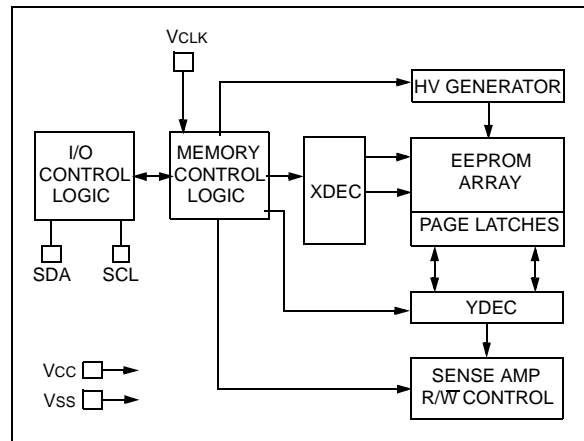 VCLK
HV GENERATOR
I/O
CONTROL
LOGIC
MEMORY
CONTROL
LOGIC
XDEC
EEPROM
ARRAY
PAGE LATCHES
SDA
SCL
YDEC
VCC
VSS
SENSE AMP
R/W̅ CONTROL